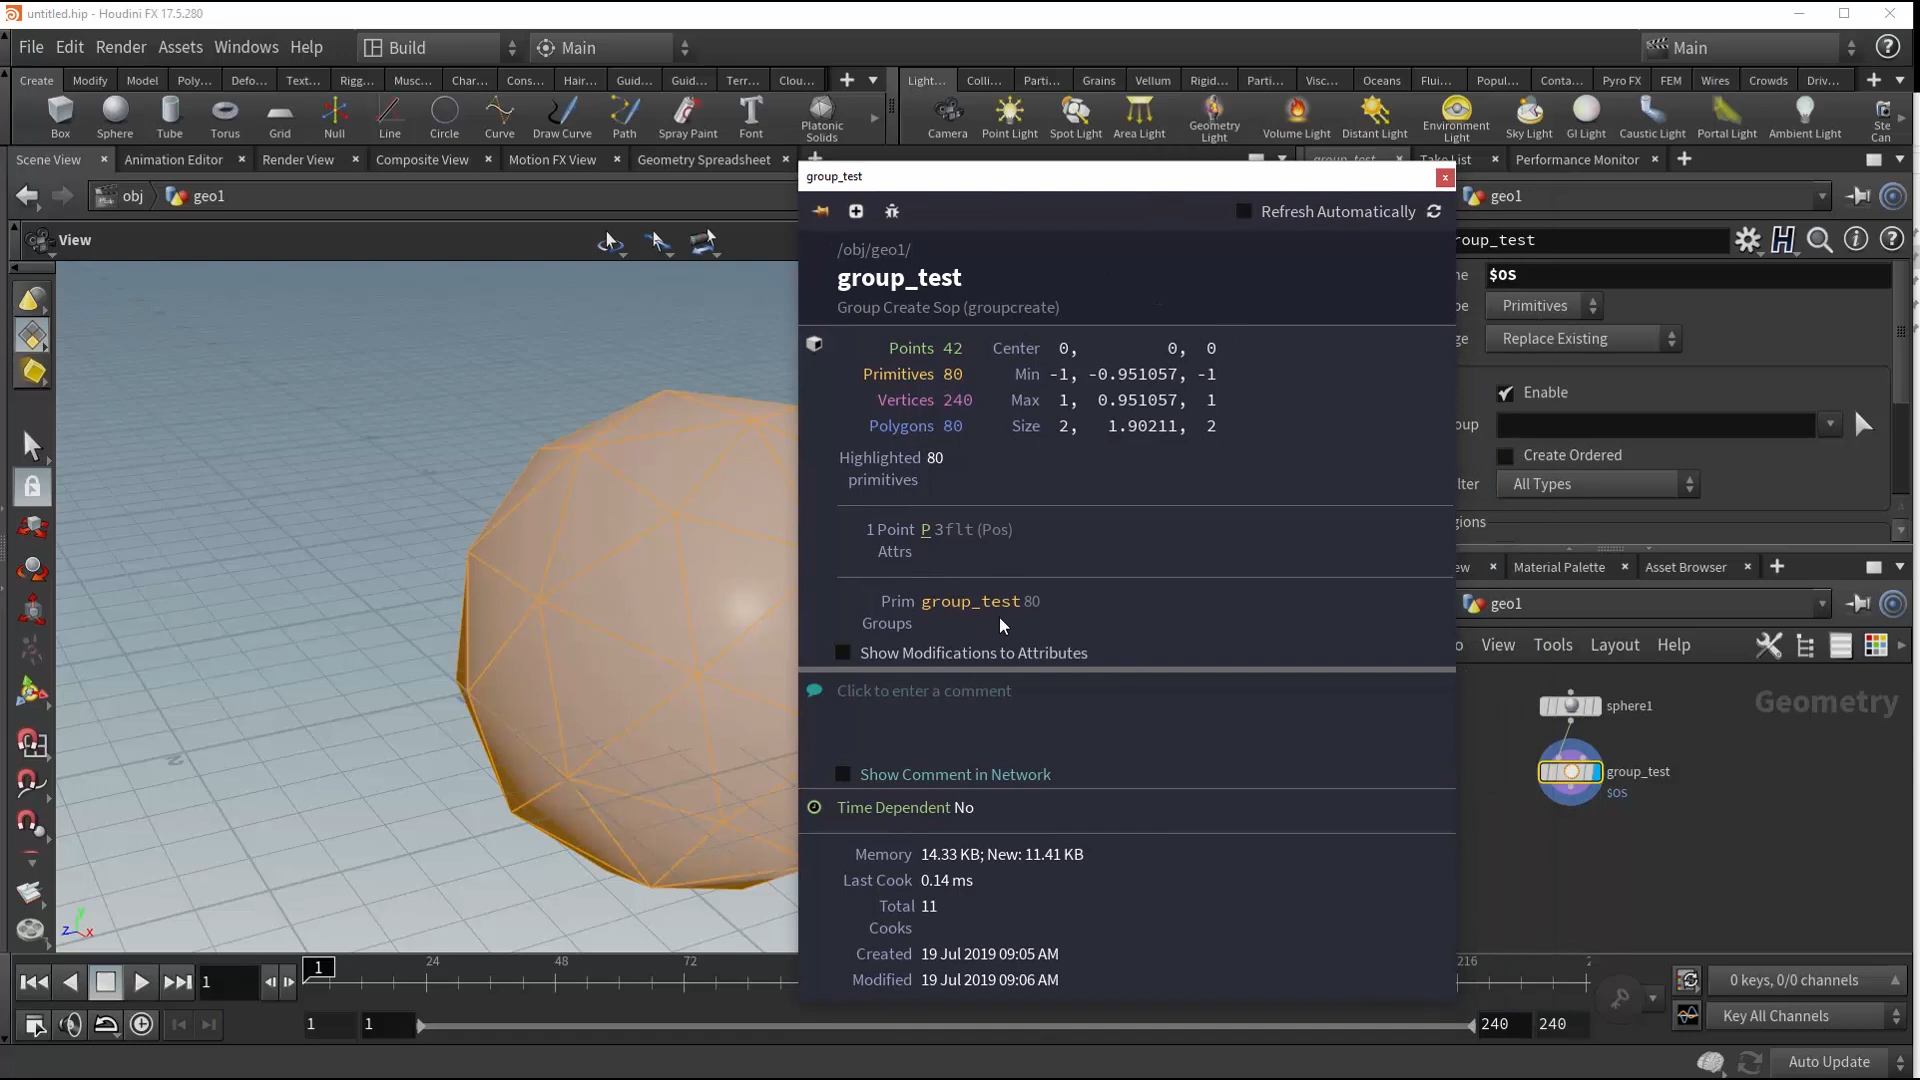 untitled.hip - Houdini FX 17.5.280
File Edit Render Assets Windows Help Build Main Main
Create Modify Model Poly... Defo... Text... Rigg... Musc... Char... Cons... Hair... Guid... Guid... Terr... Clou... Light... Colli... Parti... Grains Vellum Rigid... Parti... Visc... Oceans Flui... Popul... Conta... Pyro FX FEM Wires Crowds Driv...
Box Sphere Tube Torus Grid Null Line Circle Curve Draw Curve Path Spray Paint Font Platonic Solids Camera Point Light Spot Light Area Light Geometry Light Volume Light Distant Light Environment Light Sky Light GI Light Caustic Light Portal Light Ambient Light Ste Can
Scene View Animation Editor Render View Composite View Motion FX View Geometry Spreadsheet group_test Take List Performance Monitor
obj geo1
View
group_test
Refresh Automatically
/obj/geo1/
group_test
Group Create Sop (groupcreate)
Points 42 Center 0, 0, 0
Primitives 80 Min -1, -0.951057, -1
Vertices 240 Max 1, 0.951057, 1
Polygons 80 Size 2, 1.90211, 2
Highlighted 80
primitives
1 Point P 3flt (Pos)
Attrs
Prim group_test 80
Groups
Show Modifications to Attributes
Click to enter a comment
Show Comment in Network
Time Dependent No
Memory 14.33 KB; New: 11.41 KB
Last Cook 0.14 ms
Total 11
Cooks
Created 19 Jul 2019 09:05 AM
Modified 19 Jul 2019 09:06 AM
geo1
roup_test
$OS
Primitives
Replace Existing
Enable
oup
Create Ordered
lter All Types
gions
ew Material Palette Asset Browser
geo1
View Tools Layout Help
Geometry
sphere1
group_test
$OS
z y x
1 1 24 48 72 216
0 keys, 0/0 channels
1 1 240 240
Key All Channels
Auto Update